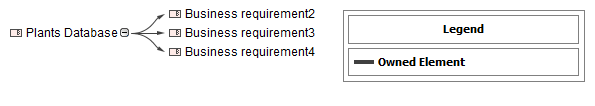 Business requirement2
Plants Database
Business requirement3
Business requirement4
Legend
Owned Element